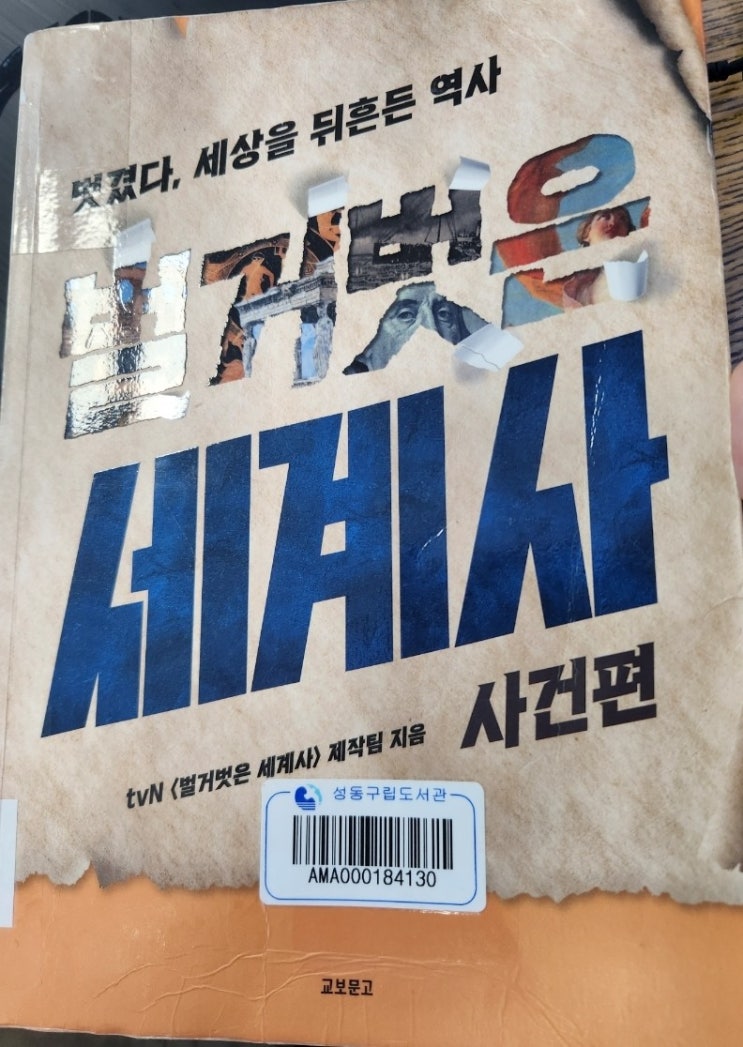 벗겼다, 세상을 뒤흔든 역사
벌거벗은
세계사
사건편
tvN <벌거벗은 세계사> 제작팀 지음
성동구립도서관
AMA000184130
교보문고